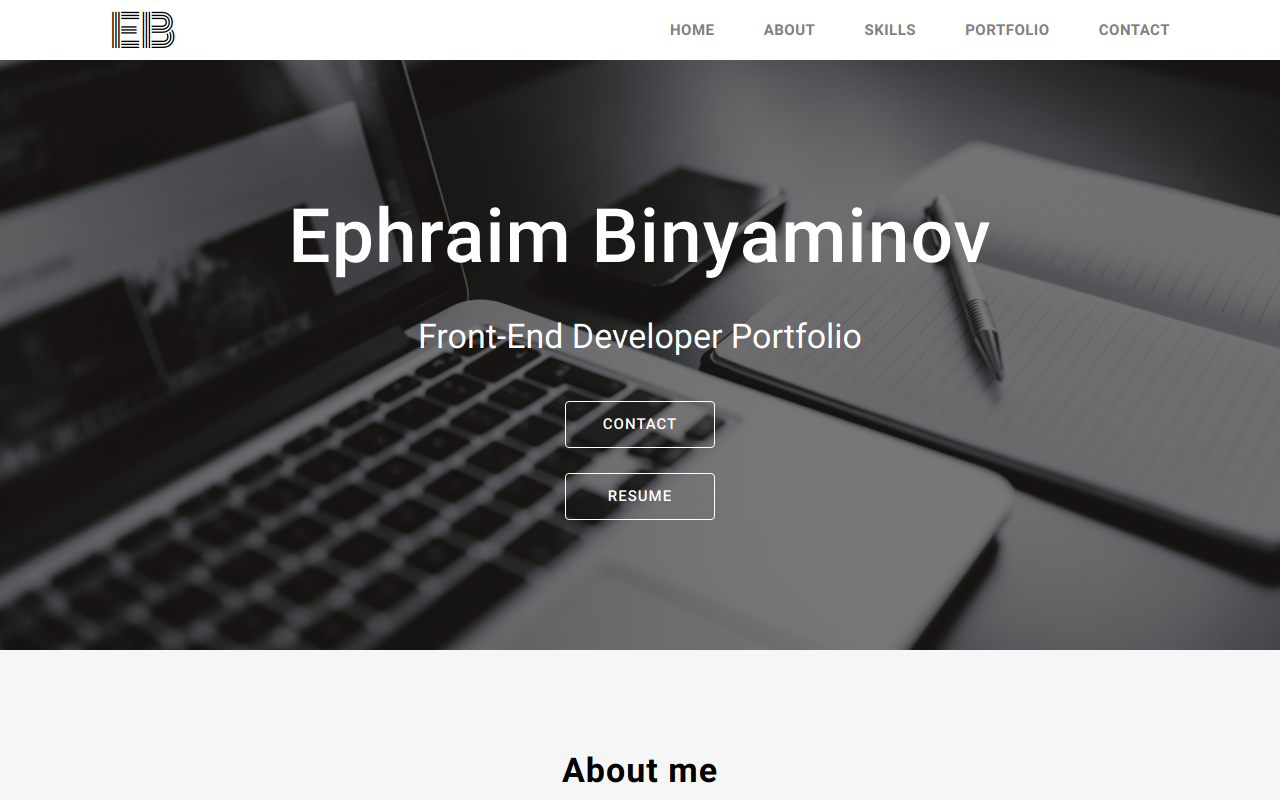 EB
HOME ABOUT SKILLS PORTFOLIO CONTACT
Ephraim Binyaminov
Front-End Developer Portfolio
CONTACT
RESUME
About me